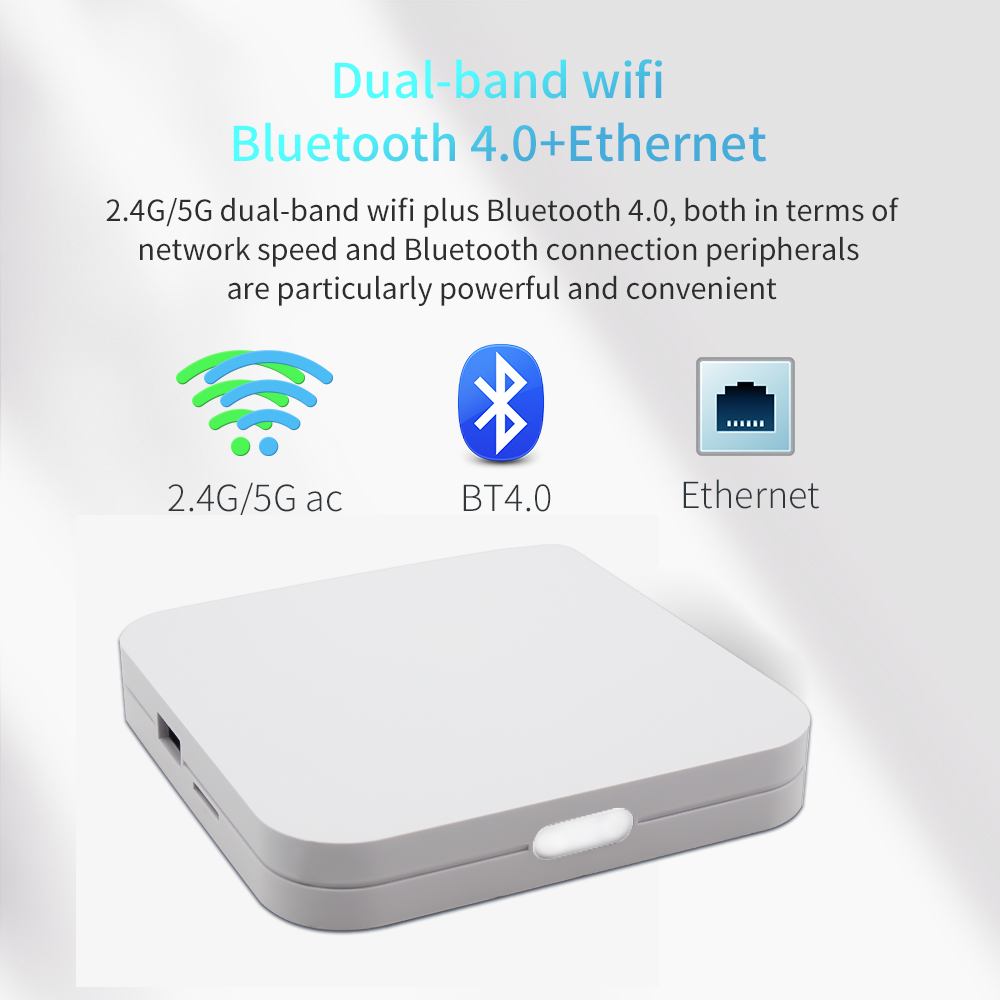 Dual-band wifi
Bluetooth 4.0+Ethernet
2.4G/5G dual-band wifi plus Bluetooth 4.0, both in terms of
network speed and Bluetooth connection peripherals
are particularly powerful and convenient
2.4G/5G ac
BT4.0
Ethernet